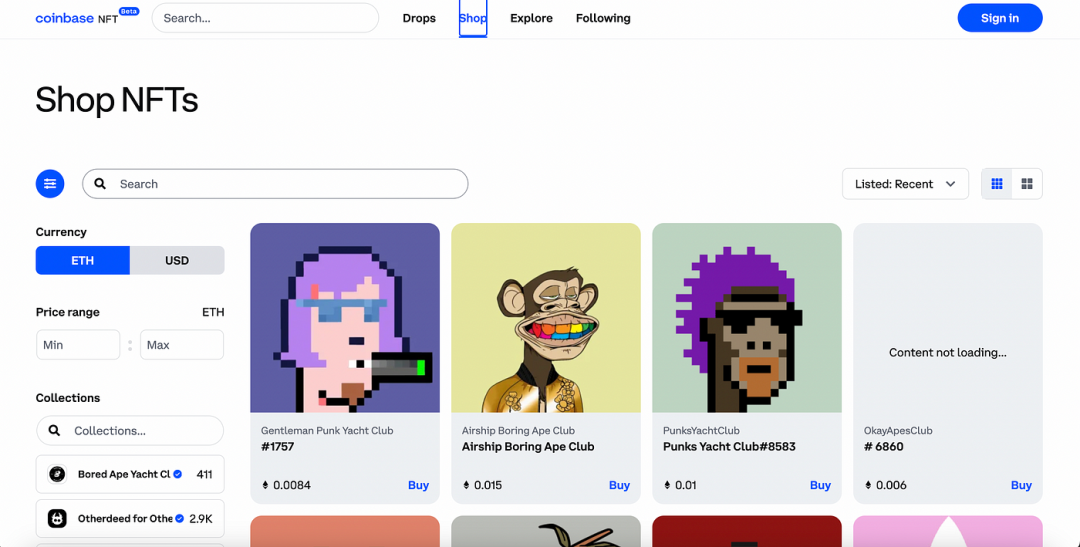 coinbase NFT Beta
Search...
Drops
Shop
Explore
Following
Sign in
Shop NFTs
Search
Listed: Recent
Currency
ETH
USD
Price range
ETH
Min
:
Max
Collections
Collections...
Bored Ape Yacht Cl 411
Otherdeed for Othe 2.9K
Gentleman Punk Yacht Club
#1757
0.0084
Buy
Airship Boring Ape Club
Airship Boring Ape Club
0.015
Buy
PunksYachtClub
Punks Yacht Club#8583
0.01
Buy
Content not loading...
OkayApesClub
# 6860
0.006
Buy